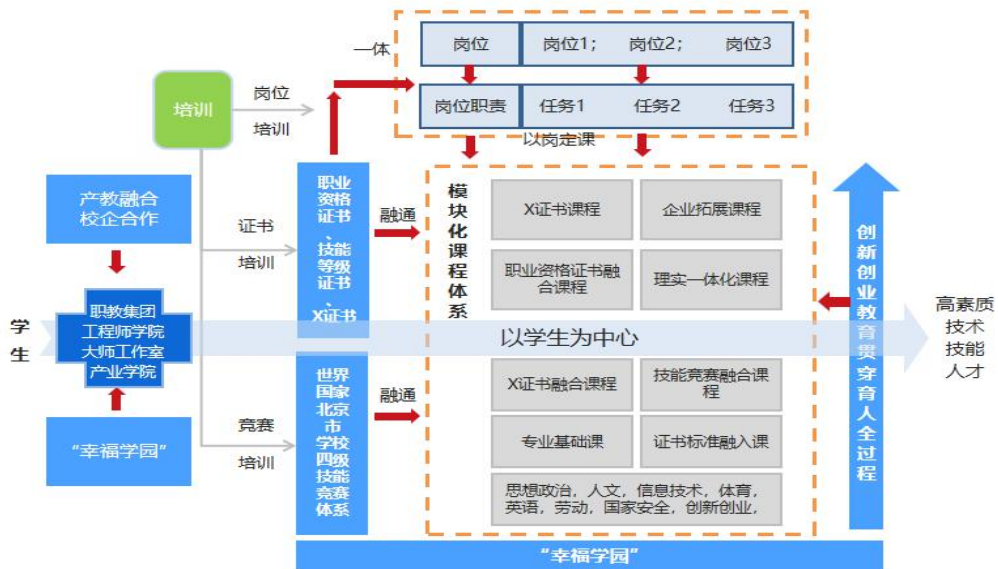 一体
岗位
岗位1；
岗位2；
岗位3
岗位职责
任务1
任务2
任务3
以岗定课
培训
岗位
培训
产教融合
校企合作
证书
培训
职业
资格
证书
、
技能
等级
证书
、
X证书
融通
模块化课程体系
X证书课程
企业拓展课程
职业资格证书融
合课程
理实一体化课程
创新创业教育贯穿育人全过程
学生
职教集团
工程师学院
大师工作室
产业学院
以学生为中心
高素质
技术
技能
人才
“幸福学园”
竞赛
培训
世界
国家
北京
市
学校
四级
技能
竞赛
体系
融通
X证书融合课程
技能竞赛融合课
程
专业基础课
证书标准融入课
思想政治，人文，信息技术，体育，
英语，劳动，国家安全，创新创业，
“幸福学园”